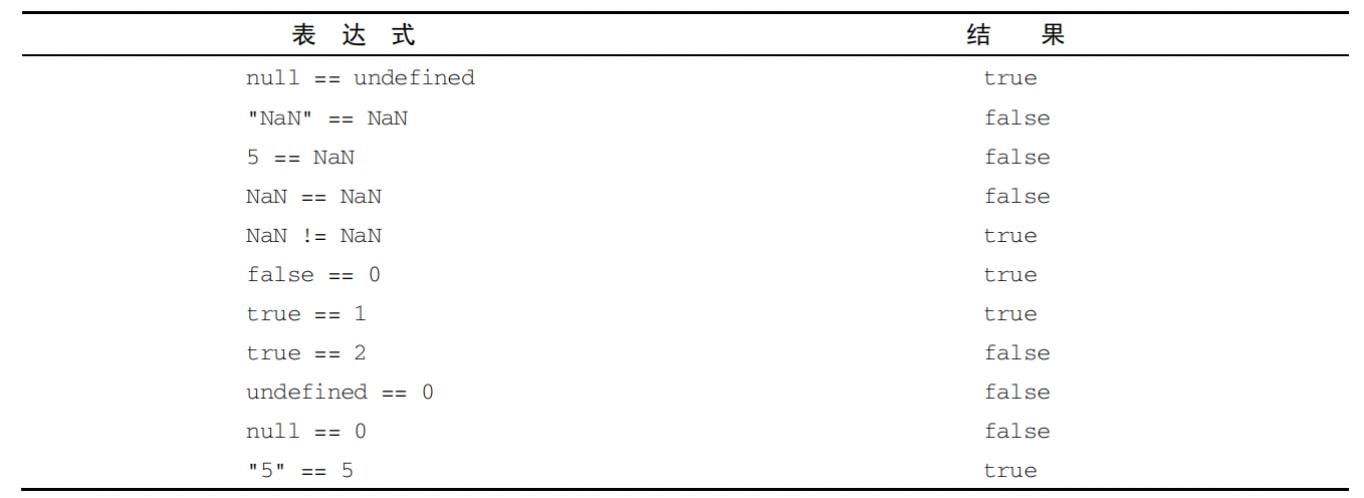 表 达 式 结 果
null == undefined true
"NaN" == NaN false
5 == NaN false
NaN == NaN false
NaN != NaN true
false == 0 true
true == 1 true
true == 2 false
undefined == 0 false
null == 0 false
"5" == 5 true